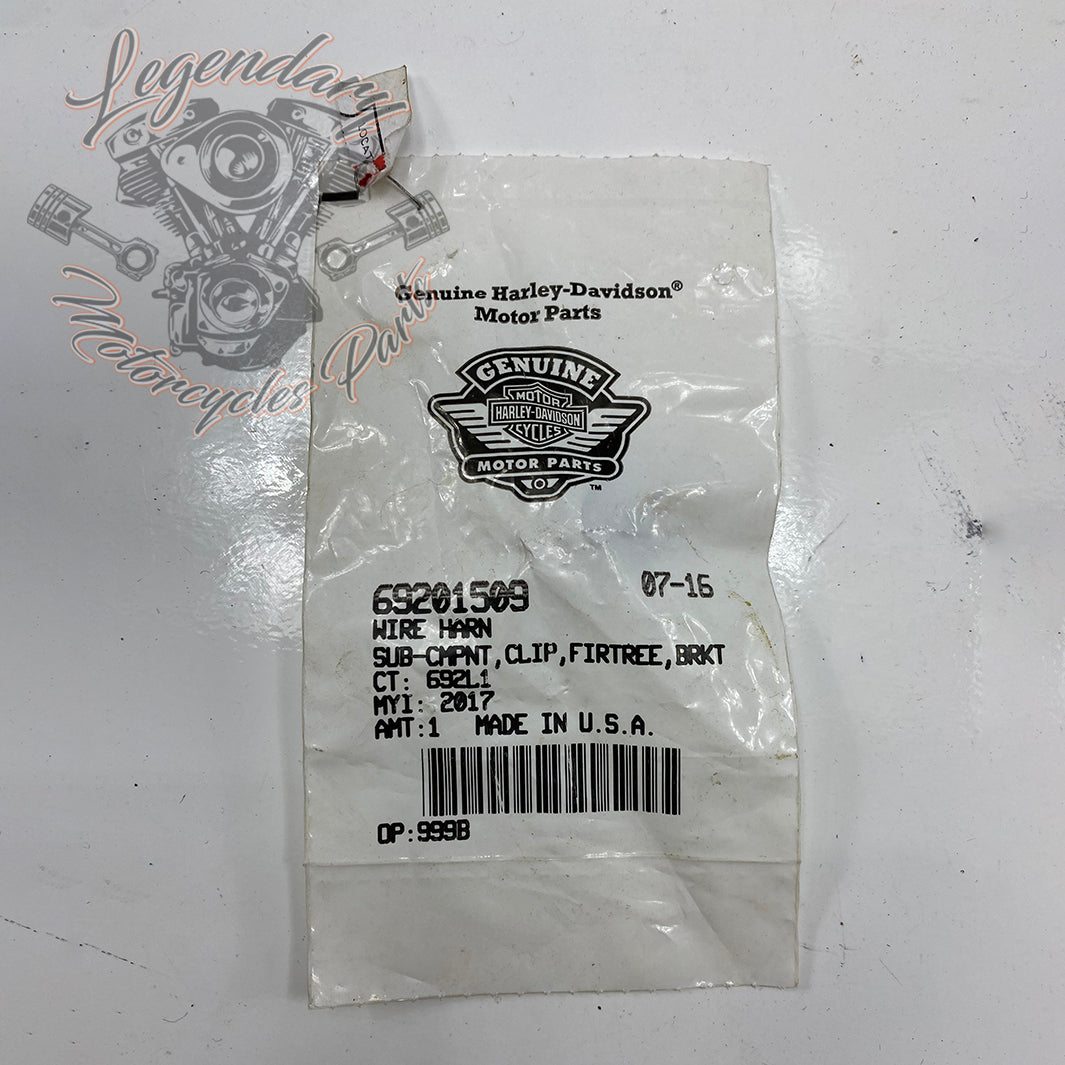 Legendary
Motorcycles Parts
Genuine Harley-Davidson®
Motor Parts
GENUINE
MOTOR
HARLEY-DAVIDSON
CYCLES
MOTOR PARTS
TM
69201509 07-16
WIRE HARN
SUB-CMPNT,CLIP,FIRTREE,BRKT
CT: 692L1
MYI: 2017
AMT:1 MADE IN U.S.A.
OP:999B